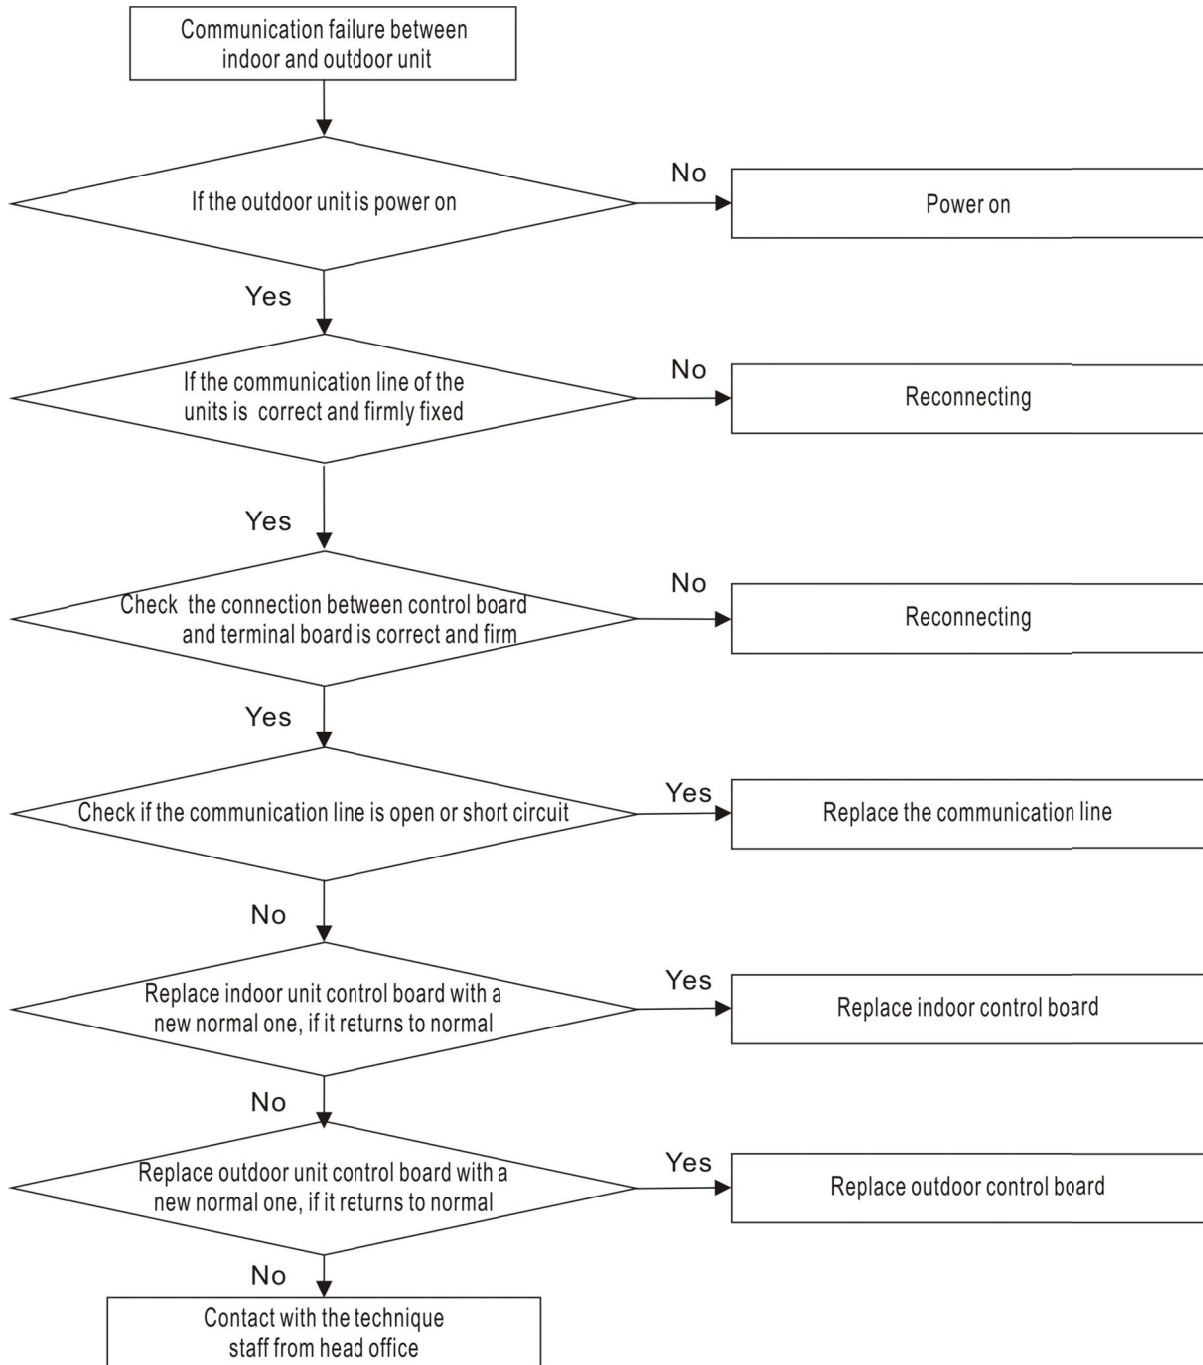 Communication failure between
indoor and outdoor unit
If the outdoor unit is power on
No
Power on
Yes
If the communication line of the
units is correct and firmly fixed
No
Reconnecting
Yes
Check the connection between control board
and terminal board is correct and firm
No
Reconnecting
Yes
Check if the communication line is open or short circuit
Yes
Replace the communication line
No
Replace indoor unit control board with a
new normal one, if it returns to normal
Yes
Replace indoor control board
No
Replace outdoor unit control board with a
new normal one, if it returns to normal
Yes
Replace outdoor control board
No
Contact with the technique
staff from head office